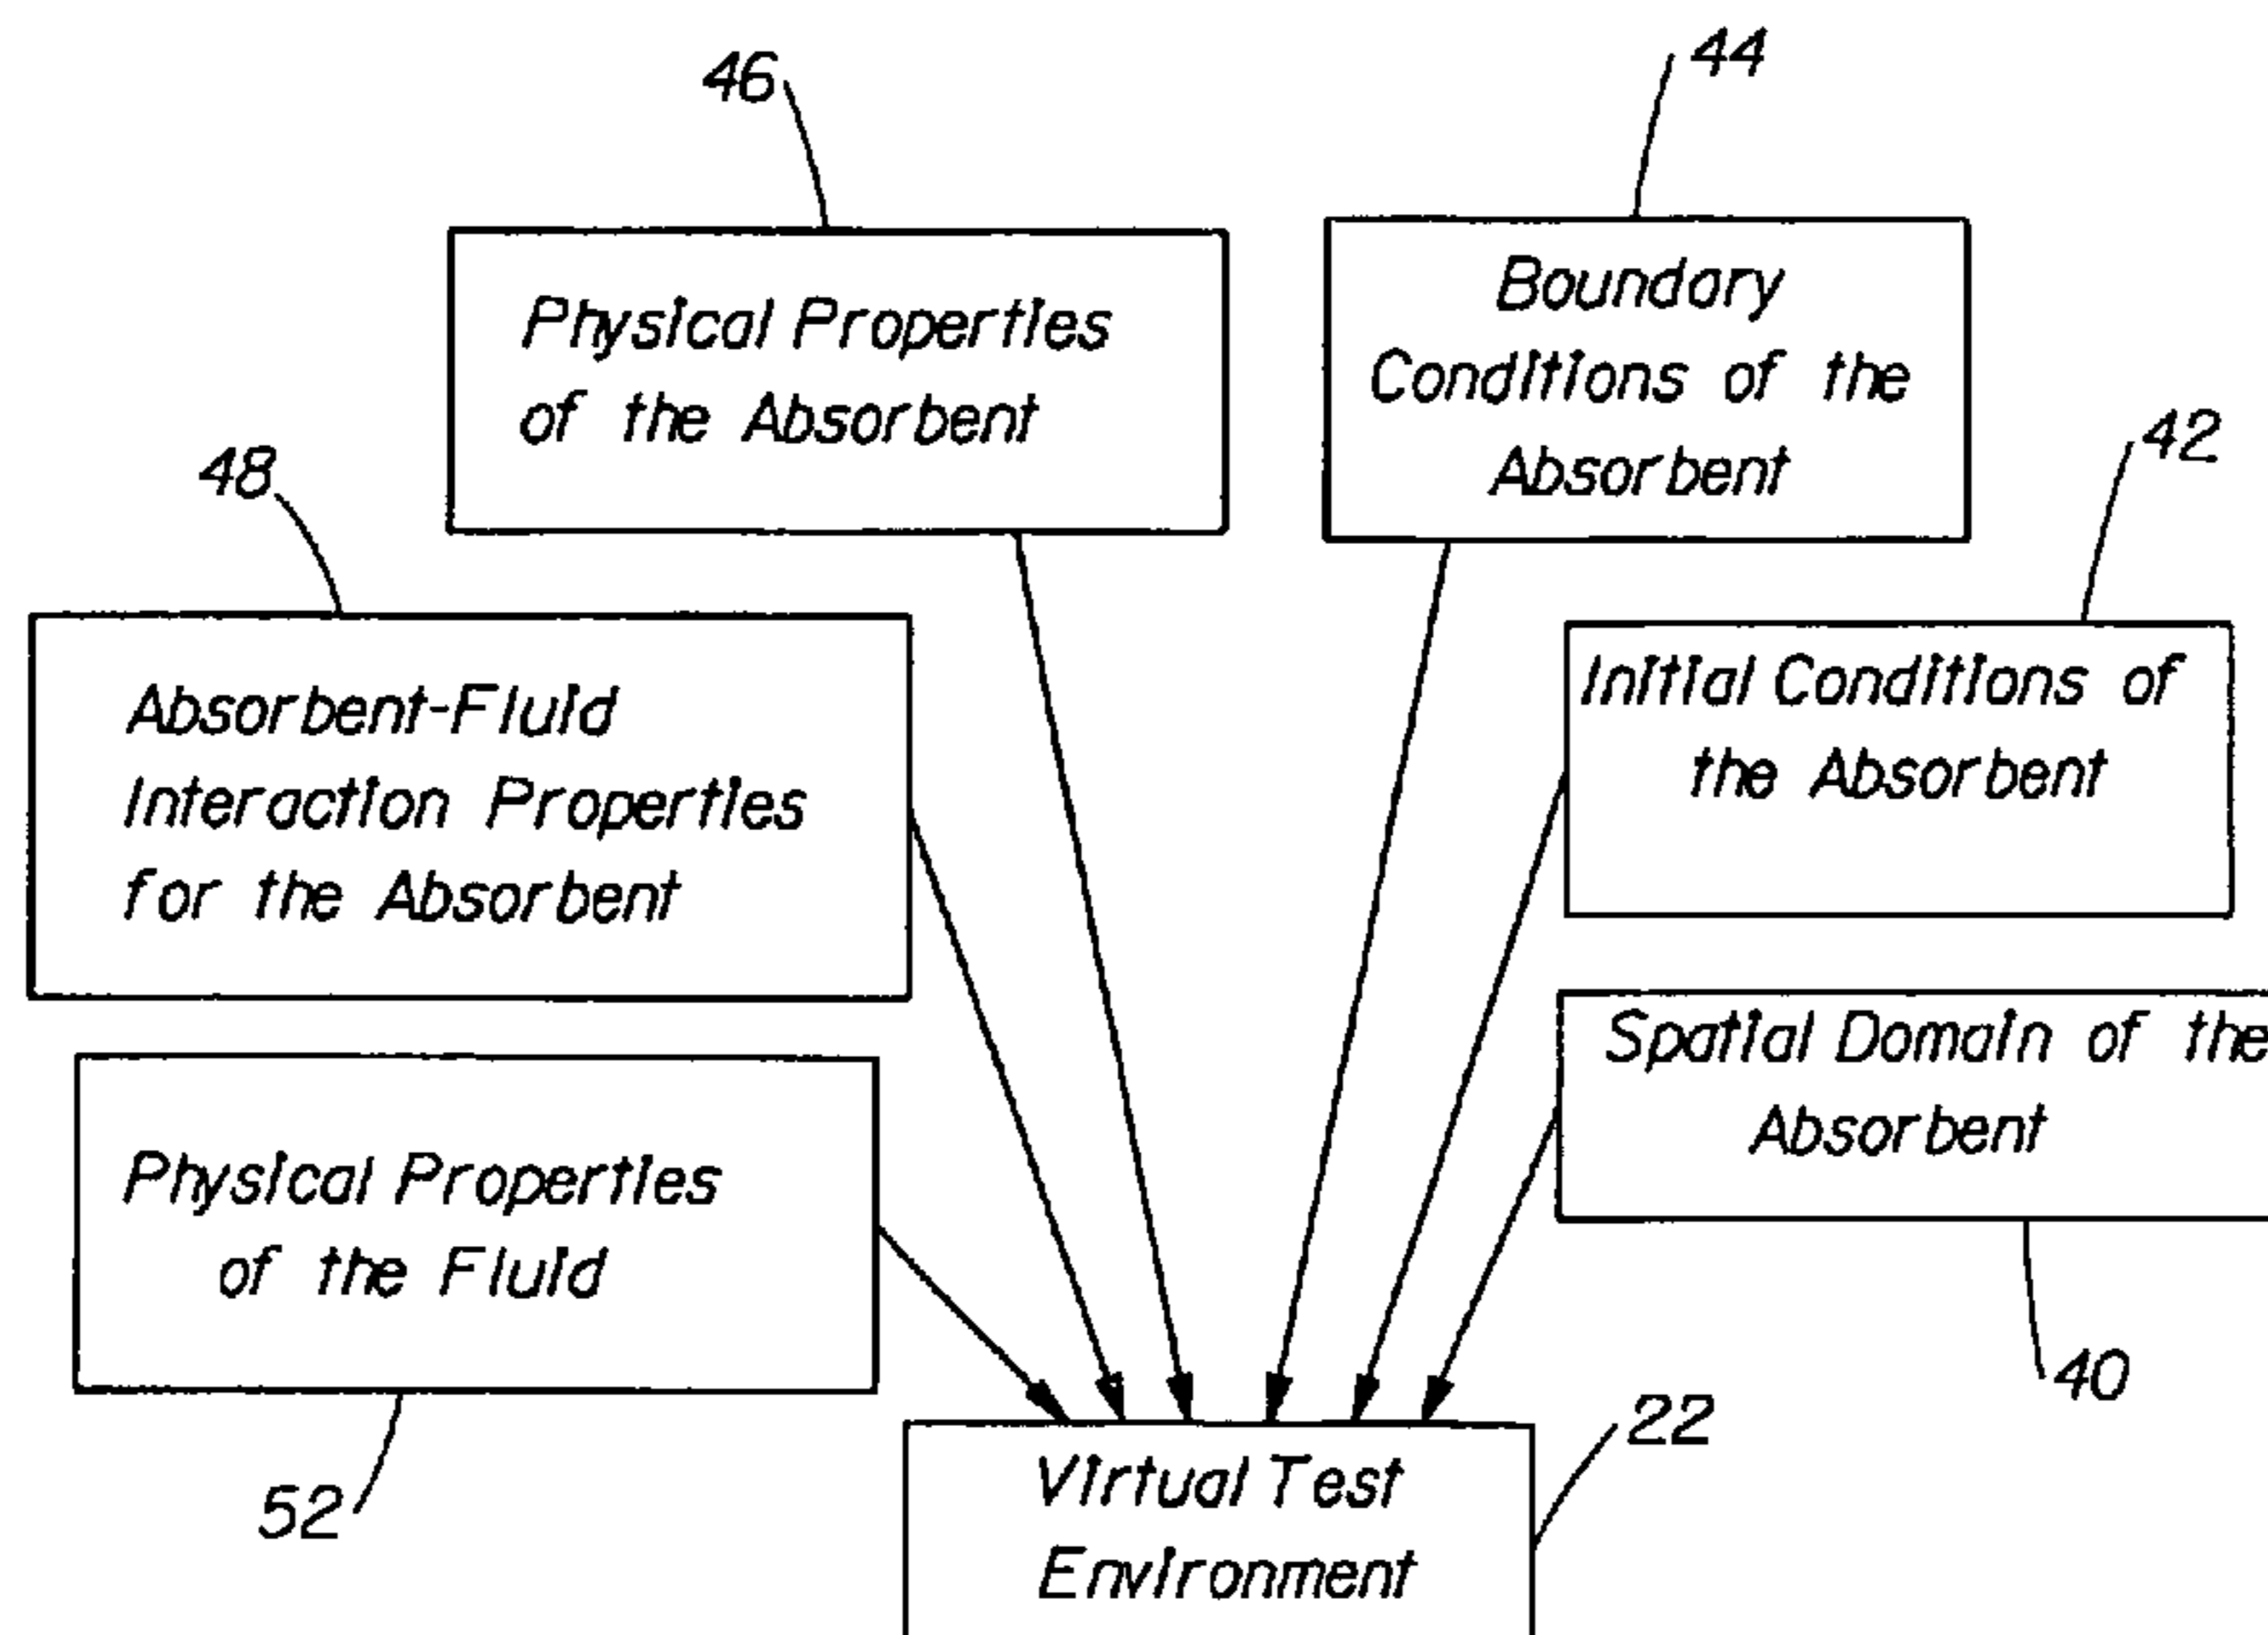 46
44
Physical Properties
of the Absorbent
Boundary
Conditions of the
Absorbent
48
42
Absorbent-Fluid
Interaction Properties
for the Absorbent
Initial Conditions of
the Absorbent
Spatial Domain of the
Absorbent
Physical Properties
of the Fluid
40
52
22
Virtual Test
Environment